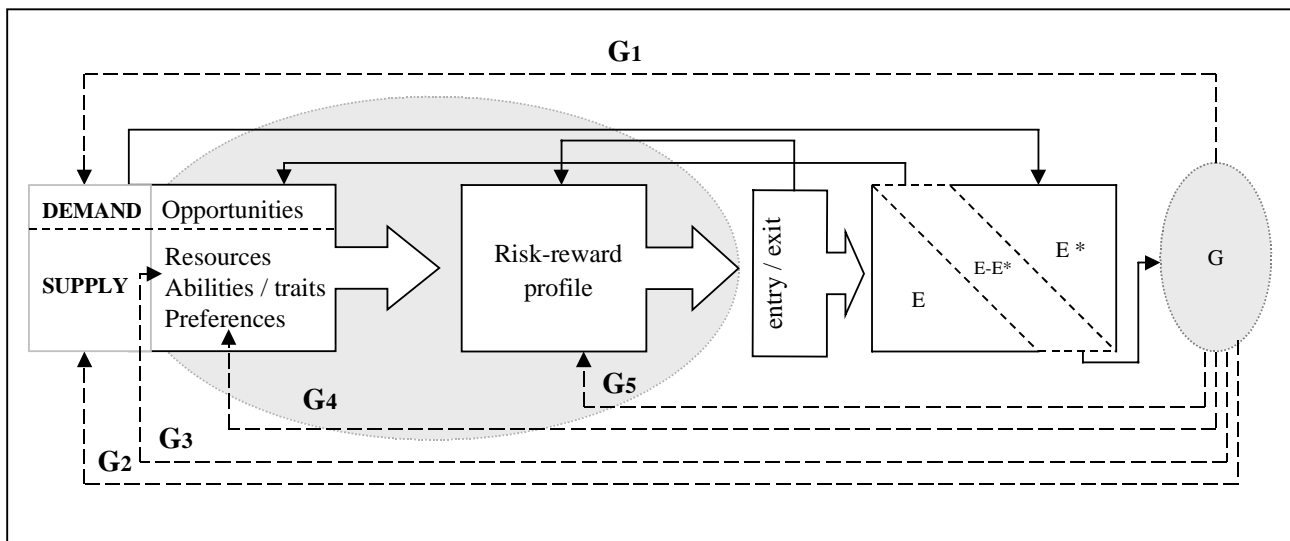 G1
DEMAND
Opportunities
SUPPLY
Resources
Abilities / traits
Preferences
Risk-reward
profile
entry / exit
E
E-E*
E *
G
G5
G4
G3
G2